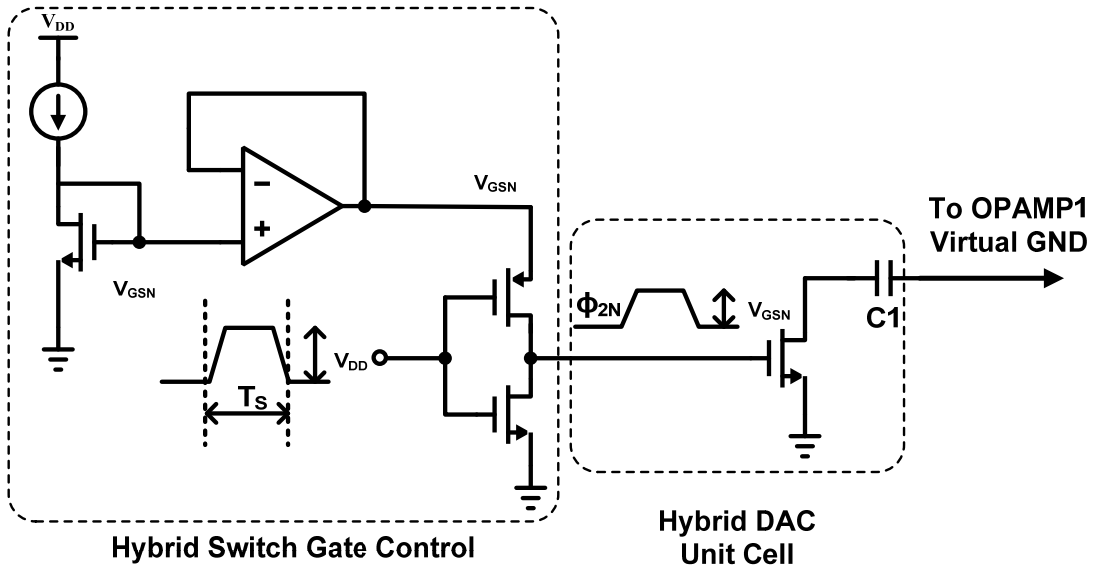 VDD
−
+
VGSN
VGSN
VDD
TS
ϕ2N
VGSN
C1
To OPAMP1
Virtual GND
Hybrid Switch Gate Control
Hybrid DAC
Unit Cell